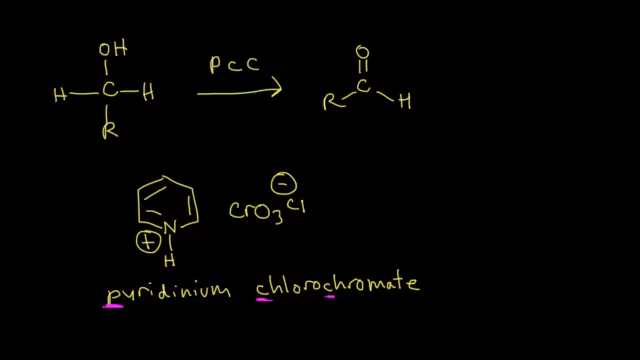 OH
H C H
R
PCC
O
C
R H
N
+
H
CrO3Cl
−
pyridinium chlorochromate